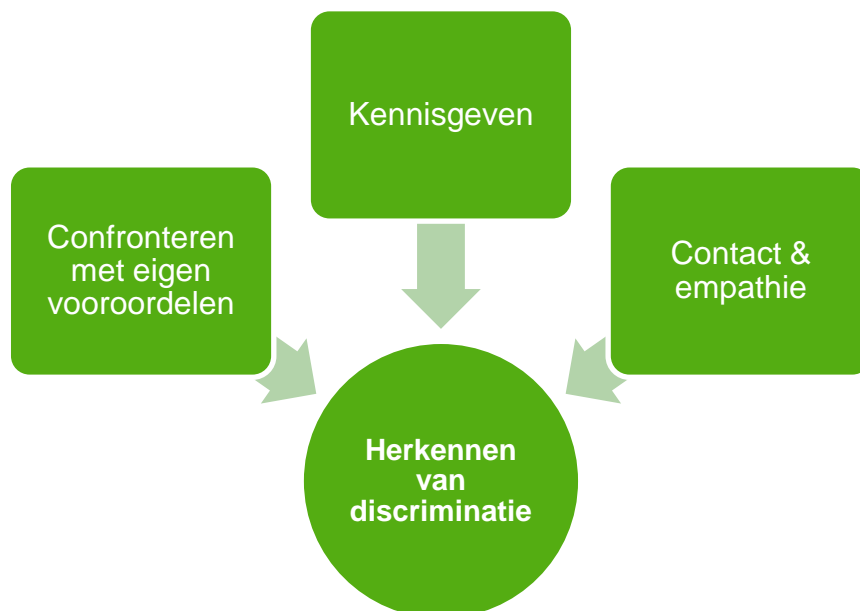 Kennisgeven
Confronteren
met eigen
vooroordelen
Contact &
empathie
Herkennen
van
discriminatie